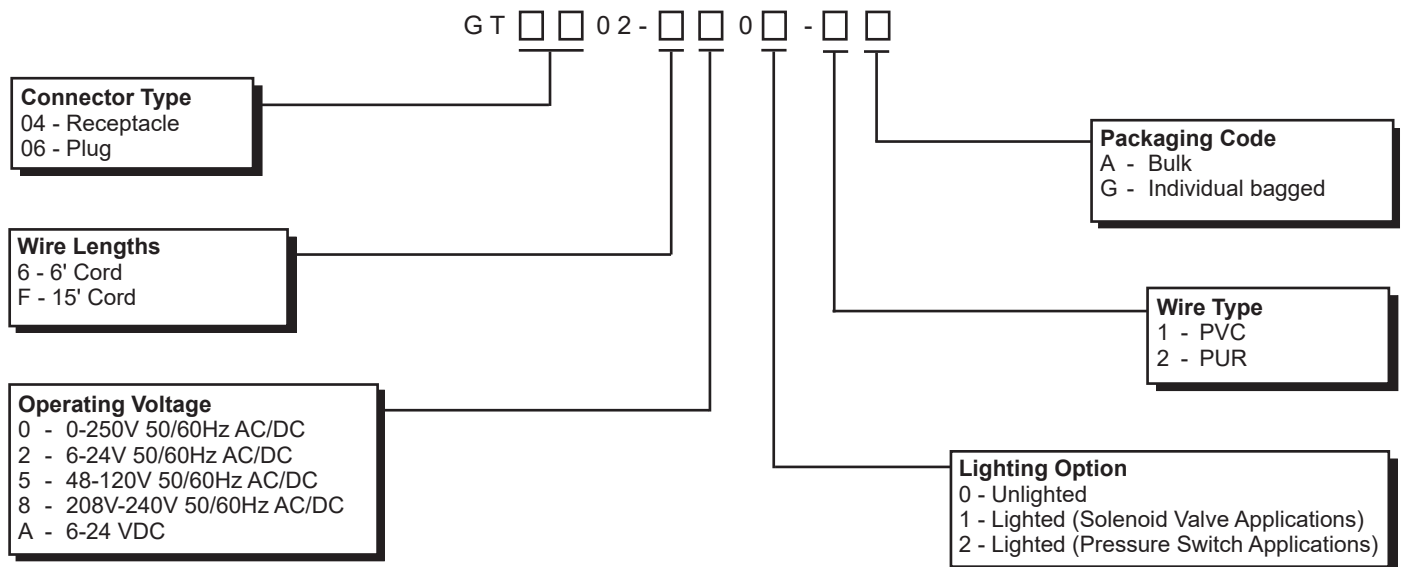 GT □□ 02-□□0□-□□
Connector Type
04 - Receptacle
06 - Plug
Packaging Code
A - Bulk
G - Individual bagged
Wire Lengths
6 - 6' Cord
F - 15' Cord
Wire Type
1 - PVC
2 - PUR
Operating Voltage
0 - 0-250V 50/60Hz AC/DC
2 - 6-24V 50/60Hz AC/DC
5 - 48-120V 50/60Hz AC/DC
8 - 208V-240V 50/60Hz AC/DC
A - 6-24 VDC
Lighting Option
0 - Unlighted
1 - Lighted (Solenoid Valve Applications)
2 - Lighted (Pressure Switch Applications)